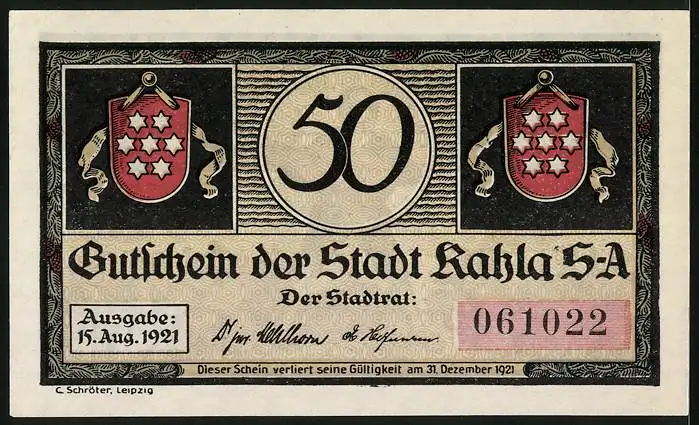 50
Gutschein der Stadt Kahla S-A
Der Stadtrat:
Ausgabe:
15. Aug. 1921
061022
Dieser Schein verliert seine Gültigkeit am 31. Dezember 1921
C. Schröter, Leipzig